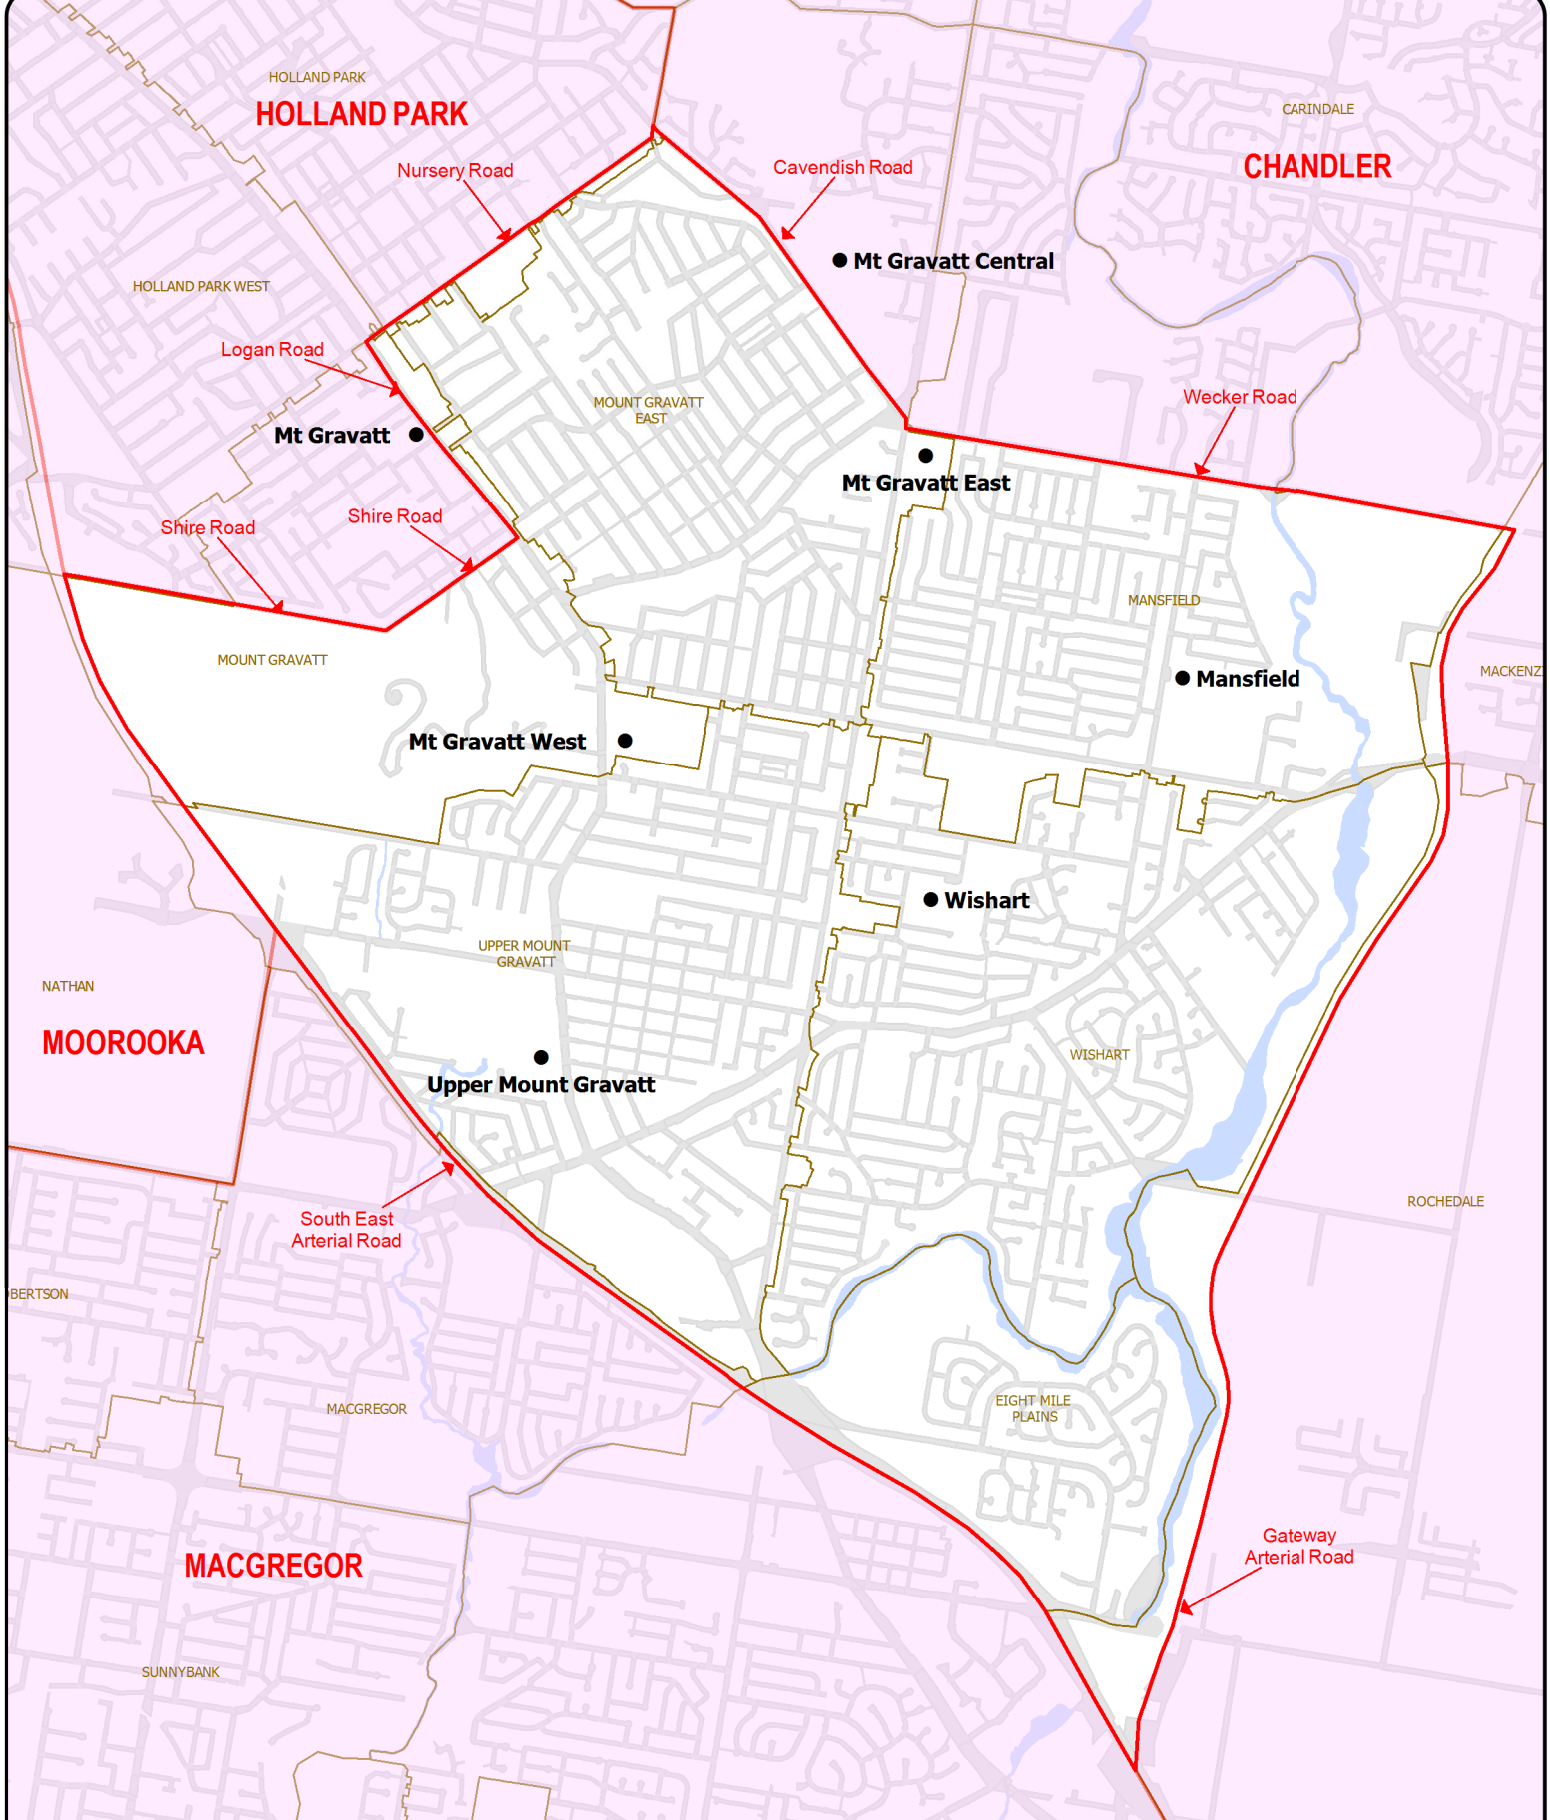 HOLLAND PARK
HOLLAND PARK
CARINDALE
CHANDLER
Nursery Road
Cavendish Road
Mt Gravatt Central
HOLLAND PARK WEST
Logan Road
Wecker Road
MOUNT GRAVATT
EAST
Mt Gravatt
Mt Gravatt East
Shire Road
Shire Road
MANSFIELD
MOUNT GRAVATT
MACKENZ
Mansfield
Mt Gravatt West
Wishart
UPPER MOUNT
GRAVATT
NATHAN
MOOROOKA
WISHART
Upper Mount Gravatt
ROCHEDALE
South East
Arterial Road
BERTSON
EIGHT MILE
PLAINS
MACGREGOR
Gateway
Arterial Road
MACGREGOR
SUNNYBANK